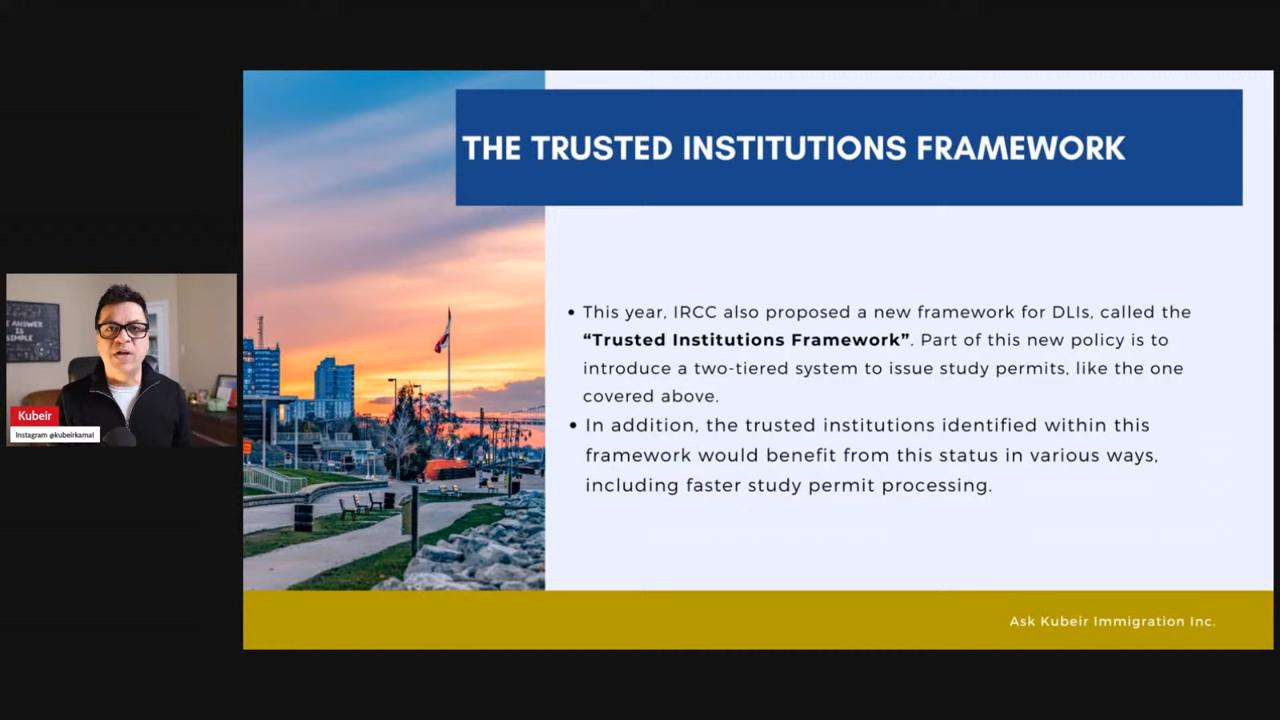 THE TRUSTED INSTITUTIONS FRAMEWORK
• This year, IRCC also proposed a new framework for DLIs, called the
“Trusted Institutions Framework”. Part of this new policy is to
introduce a two-tiered system to issue study permits, like the one
covered above.
• In addition, the trusted institutions identified within this
framework would benefit from this status in various ways,
including faster study permit processing.
ANSWER
IS
SIMPLE
Kubeir
Instagram @kubeirkamal
Ask Kubeir Immigration Inc.